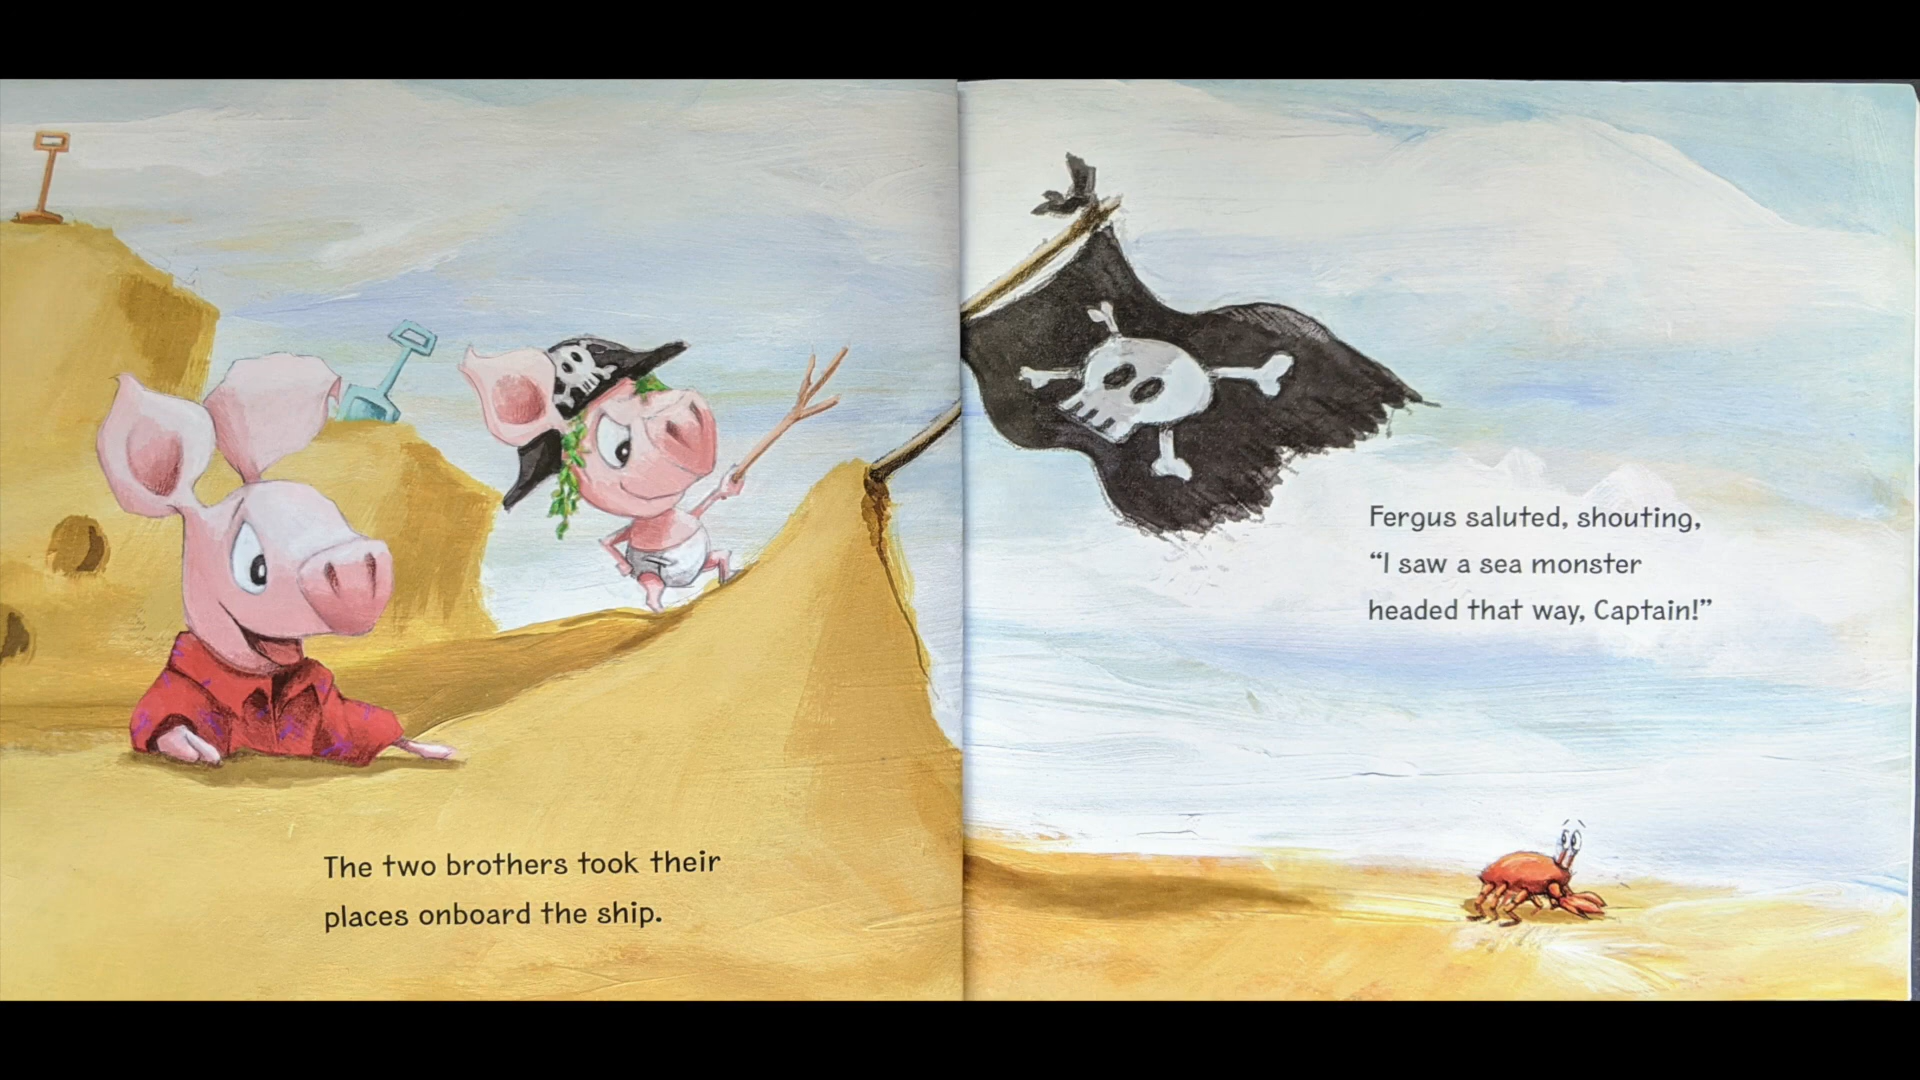 The two brothers took their
places onboard the ship.
Fergus saluted, shouting,
“I saw a sea monster
headed that way, Captain!”